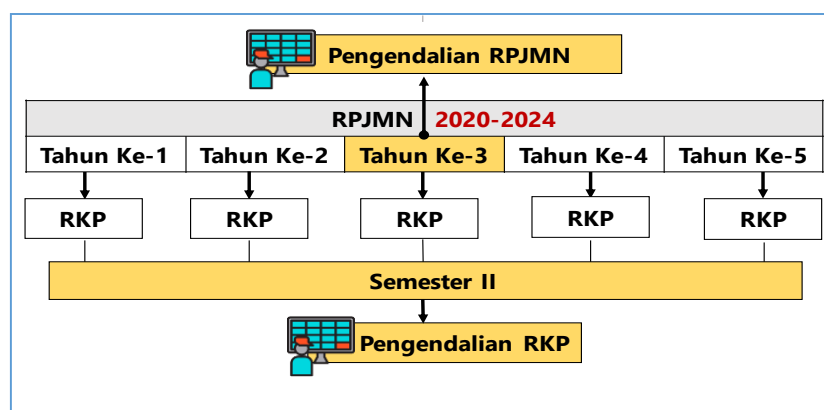 Pengendalian RPJMN
RPJMN 2020-2024
Tahun Ke-1 Tahun Ke-2 Tahun Ke-3 Tahun Ke-4 Tahun Ke-5
RKP RKP RKP RKP RKP
Semester II
Pengendalian RKP